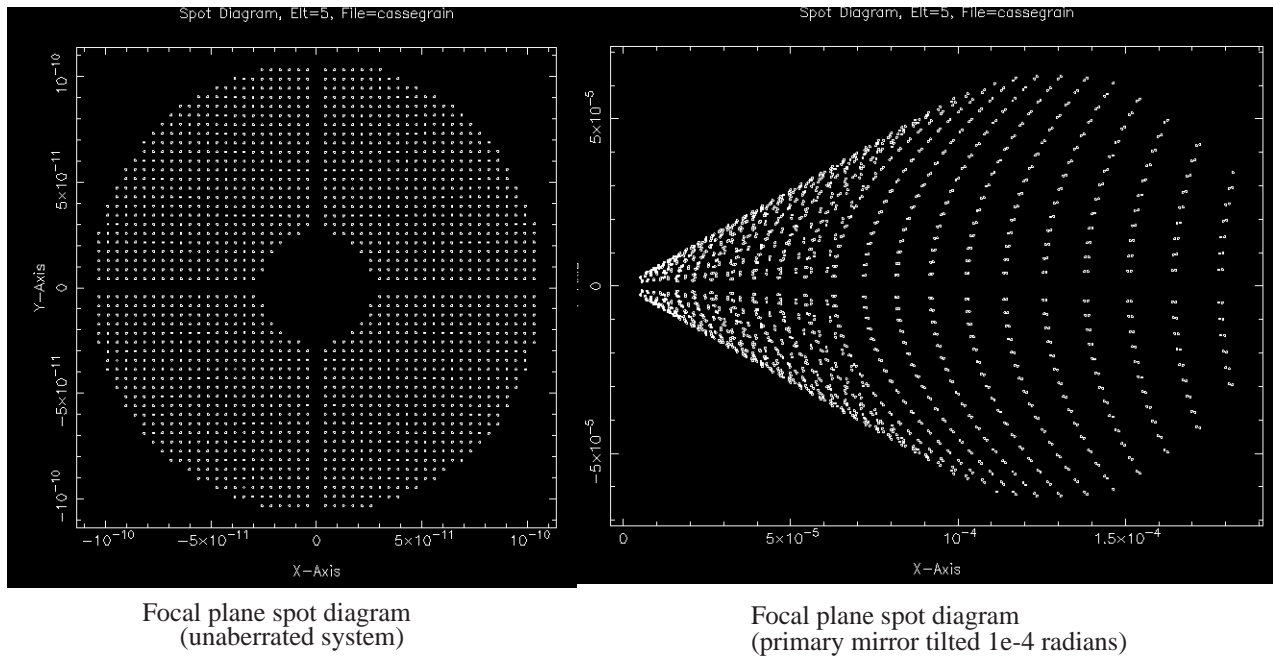 Spot Diagram, Elt=5, File=cassegrain
Y-Axis
10⁻¹⁰
5×10⁻¹¹
0
−5×10⁻¹¹
−10⁻¹⁰
−10⁻¹⁰
−5×10⁻¹¹
0
5×10⁻¹¹
10⁻¹⁰
X-Axis
Focal plane spot diagram
(unaberrated system)
Spot Diagram, Elt=5, File=cassegrain
5×10⁻⁵
0
−5×10⁻⁵
0
5×10⁻⁵
10⁻⁴
1.5×10⁻⁴
X-Axis
Focal plane spot diagram
(primary mirror tilted 1e-4 radians)